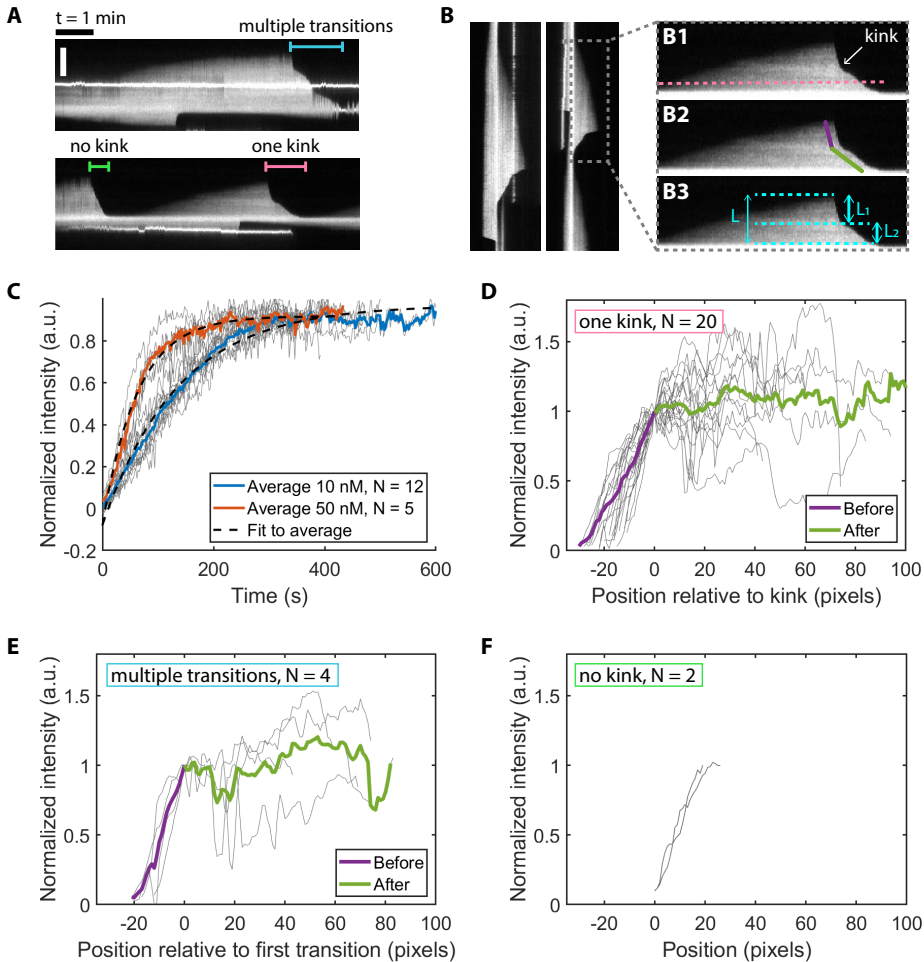 A
t = 1 min
multiple transitions
no kink
one kink
B
B1
kink
B2
B3
L
L₁
L₂
C
Normalized intensity (a.u.)
0.8
0.6
0.4
0.2
0
-0.2
Average 10 nM, N = 12
Average 50 nM, N = 5
Fit to average
0
200
400
600
Time (s)
D
Normalized intensity (a.u.)
1.5
1
0.5
0
one kink, N = 20
Before
After
-20
0
20
40
60
80
100
Position relative to kink (pixels)
E
Normalized intensity (a.u.)
1.5
1
0.5
0
multiple transitions, N = 4
Before
After
-20
0
20
40
60
80
100
Position relative to first transition (pixels)
F
Normalized intensity (a.u.)
1.5
1
0.5
0
no kink, N = 2
-20
0
20
40
60
80
100
Position (pixels)